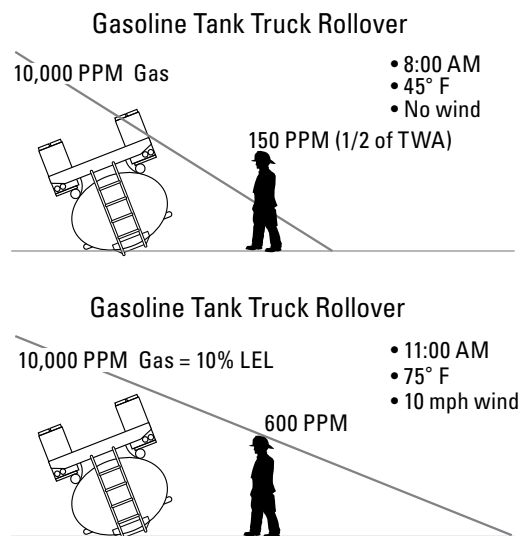 Gasoline Tank Truck Rollover
10,000 PPM Gas
• 8:00 AM
• 45° F
• No wind
150 PPM (1/2 of TWA)
Gasoline Tank Truck Rollover
10,000 PPM Gas = 10% LEL
• 11:00 AM
• 75° F
• 10 mph wind
600 PPM